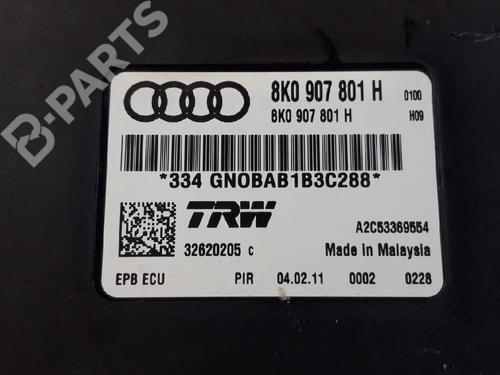 B-PARTS
8K0 907 801 H 0100
8K0 907 801 H H09
*334 GNOBAB1B3C288*
TRW
A2C53369554
32620205 c Made in Malaysia
EPB ECU PIR 04.02.11 0002 0228